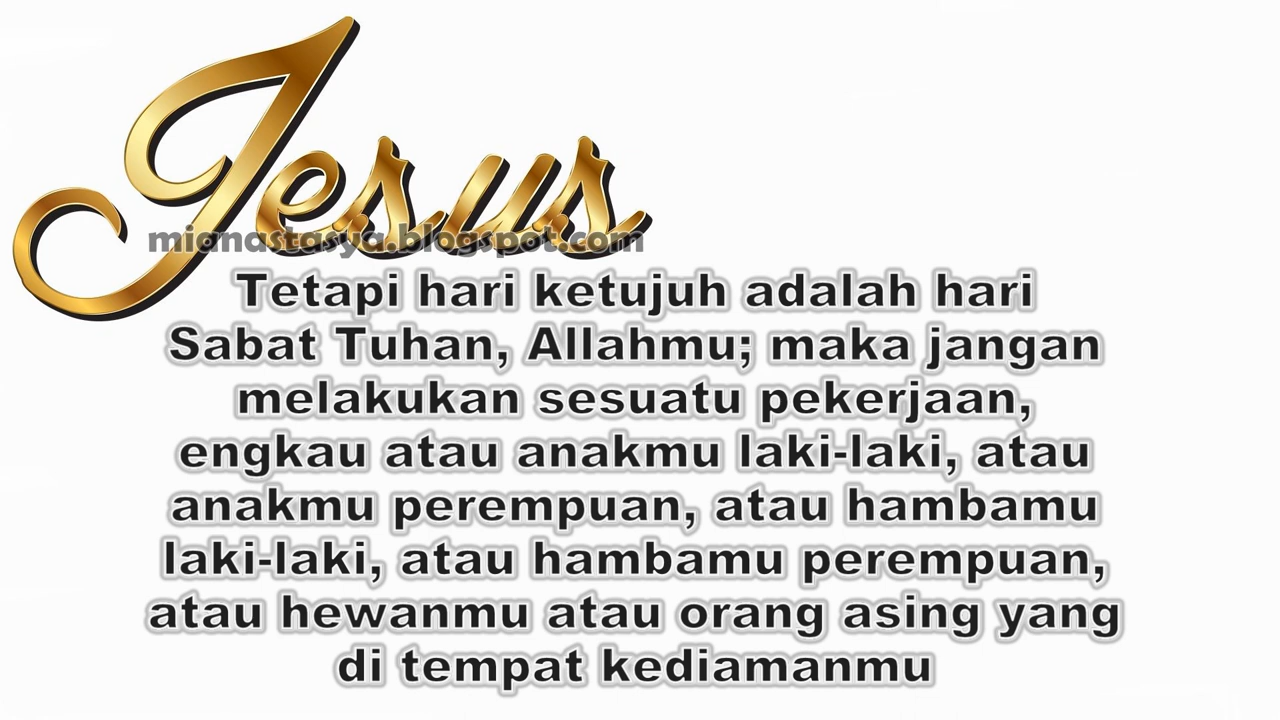 Jesus
mianastasya.blogspot.com
Tetapi hari ketujuh adalah hari
Sabat Tuhan, Allahmu; maka jangan
melakukan sesuatu pekerjaan,
engkau atau anakmu laki-laki, atau
anakmu perempuan, atau hambamu
laki-laki, atau hambamu perempuan,
atau hewanmu atau orang asing yang
di tempat kediamanmu